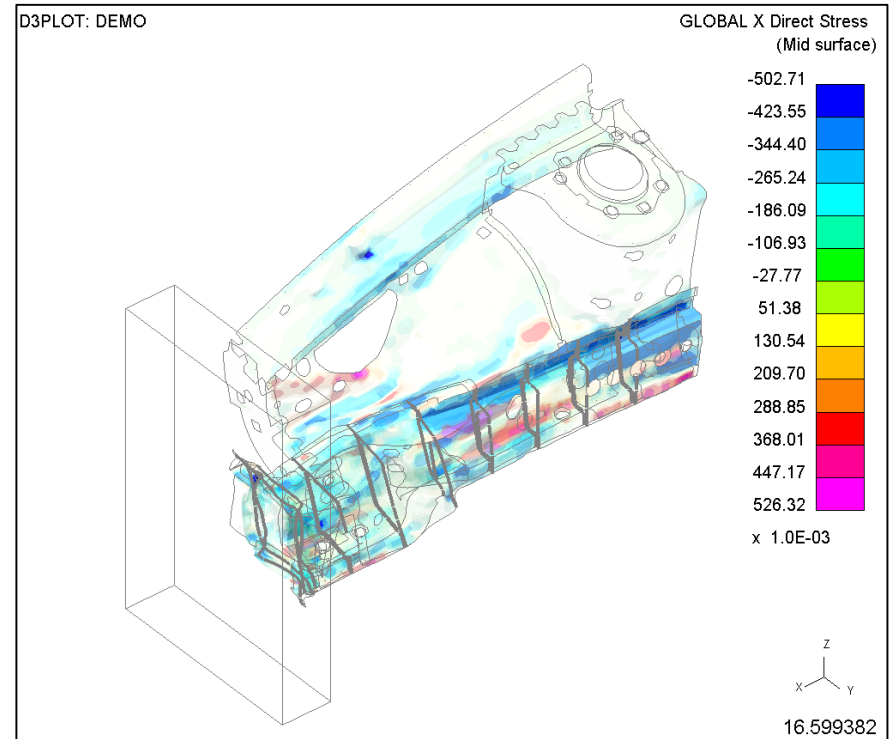 D3PLOT: DEMO
GLOBAL X Direct Stress
(Mid surface)
-502.71
-423.55
-344.40
-265.24
-186.09
-106.93
-27.77
51.38
130.54
209.70
288.85
368.01
447.17
526.32
x 1.0E-03
Z
X
Y
16.599382